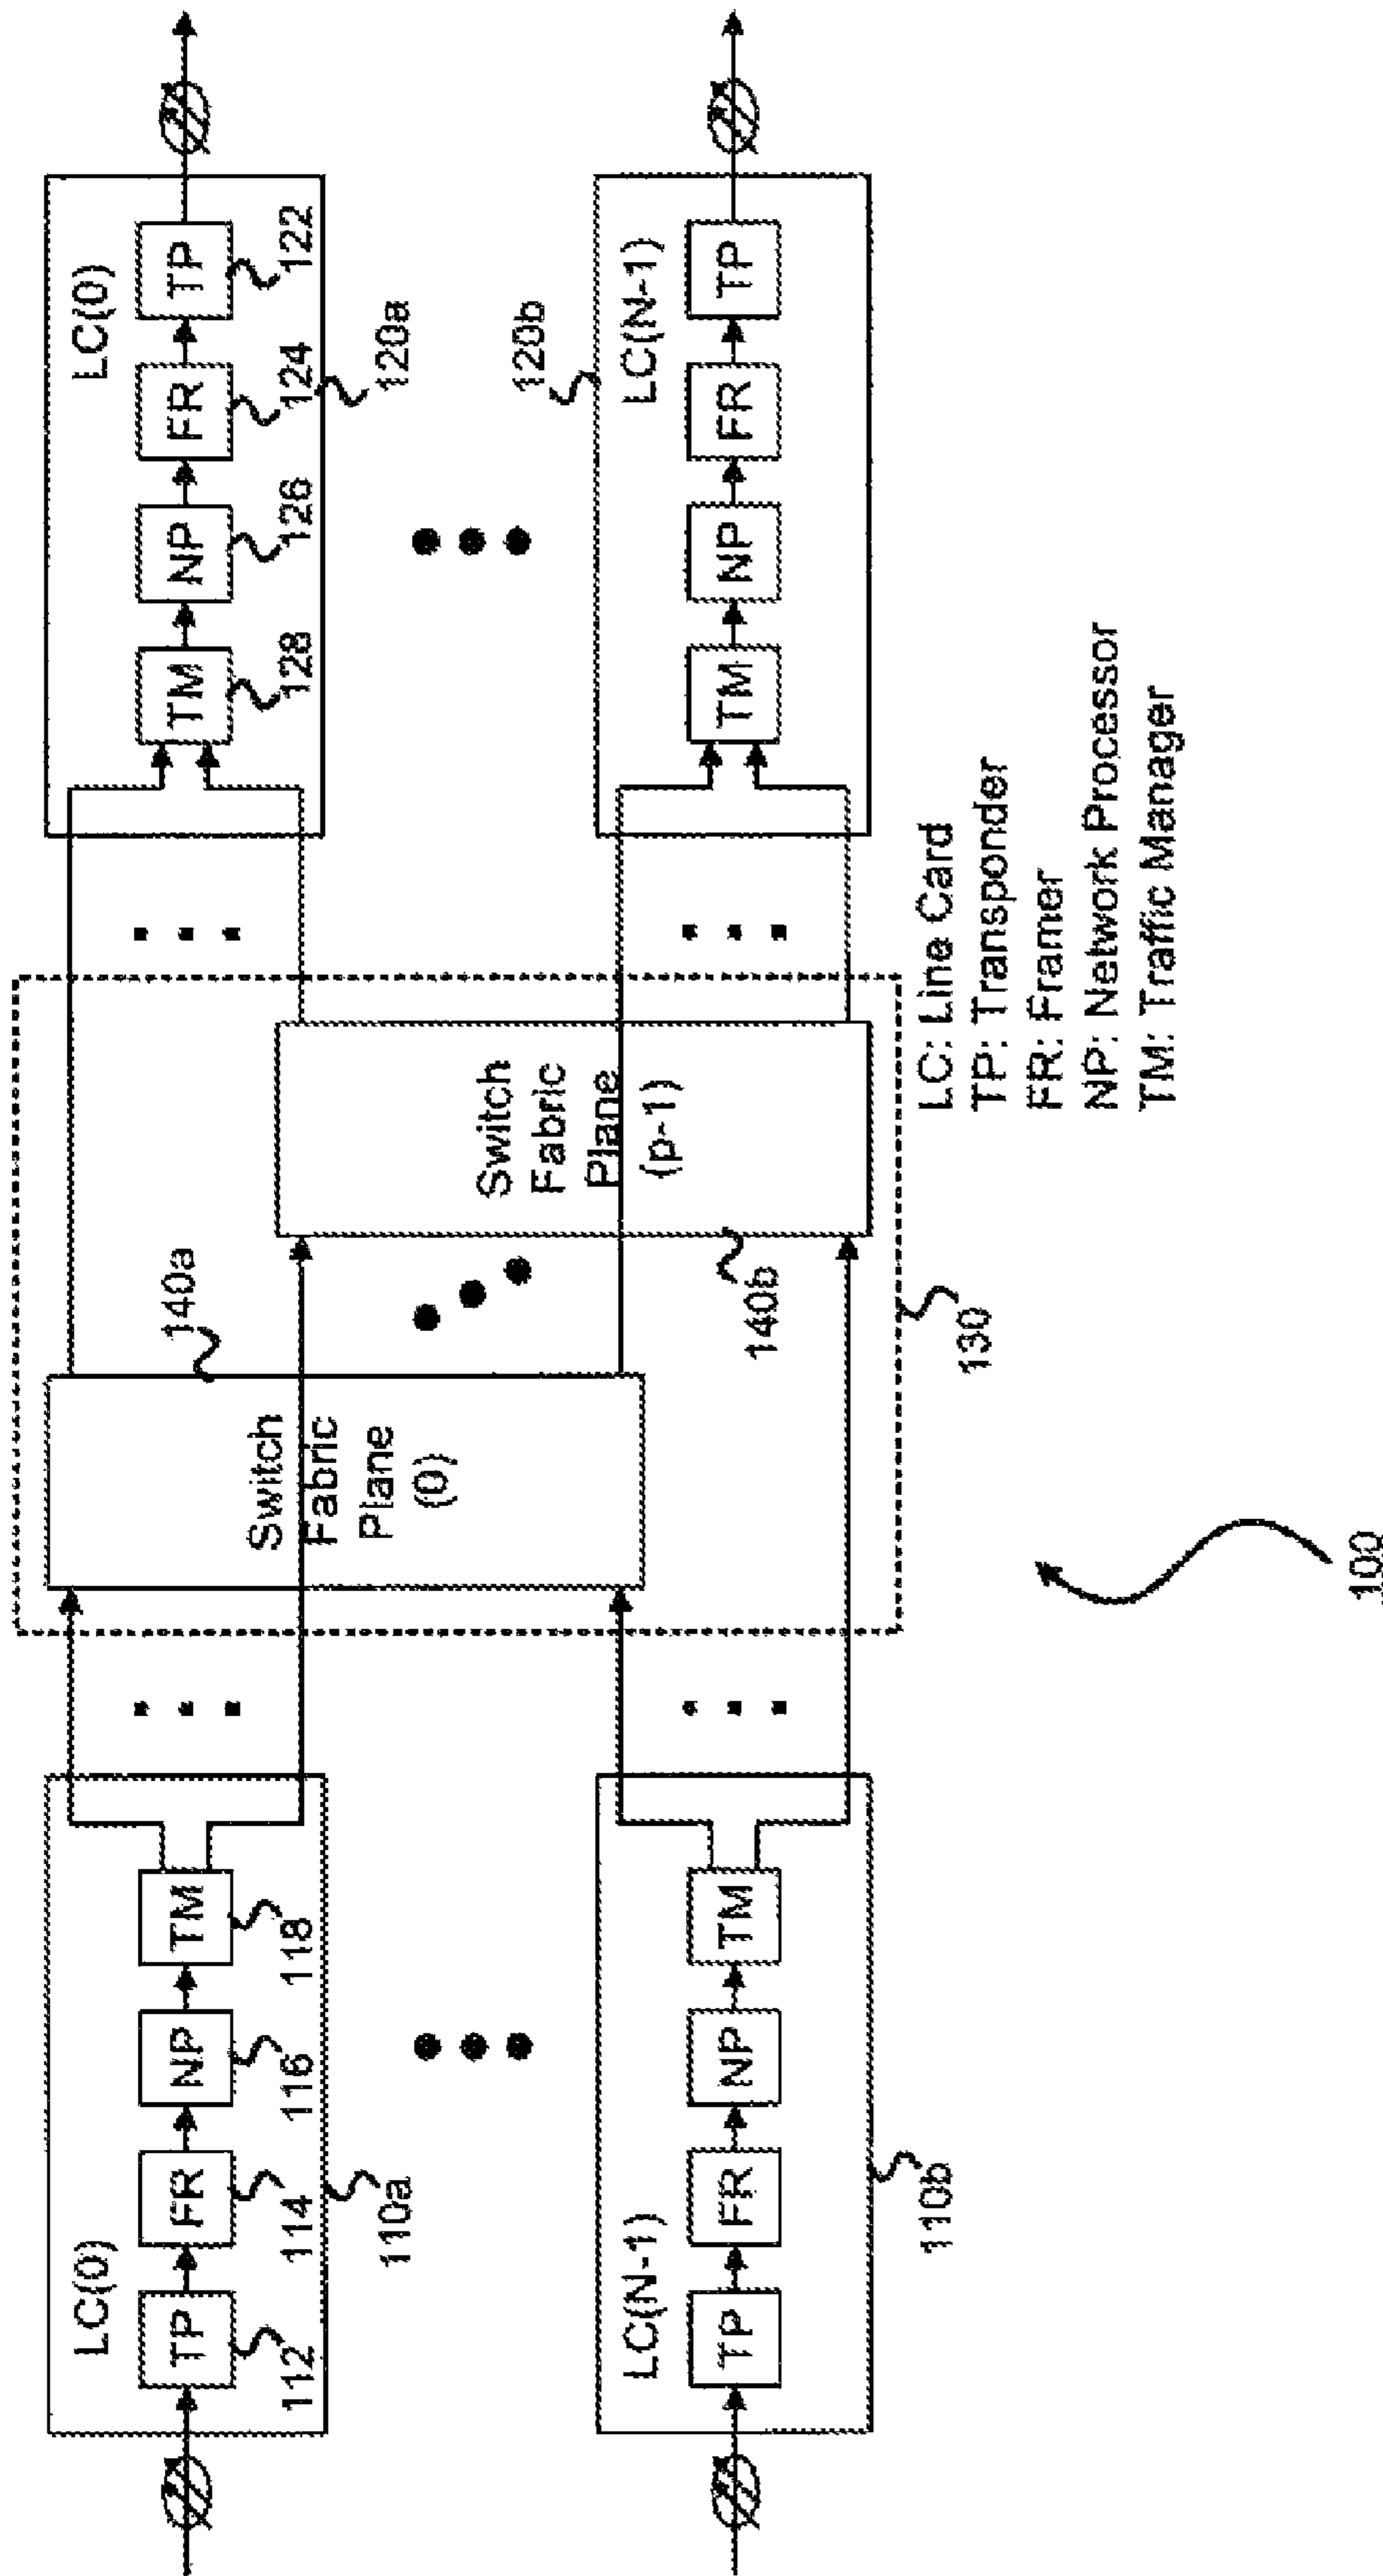 LC(0)
TP
FR
NP
TM
112
114
116
118
110a
LC(N-1)
TP
FR
NP
TM
110b
Switch
Fabric
Plane
(0)
140a
Switch
Fabric
Plane
(p-1)
140b
130
LC(0)
TM
NP
FR
TP
128
126
124
122
120a
120b
LC(N-1)
TM
NP
FR
TP
LC: Line Card
TP: Transponder
FR: Framer
NP: Network Processor
TM: Traffic Manager
100